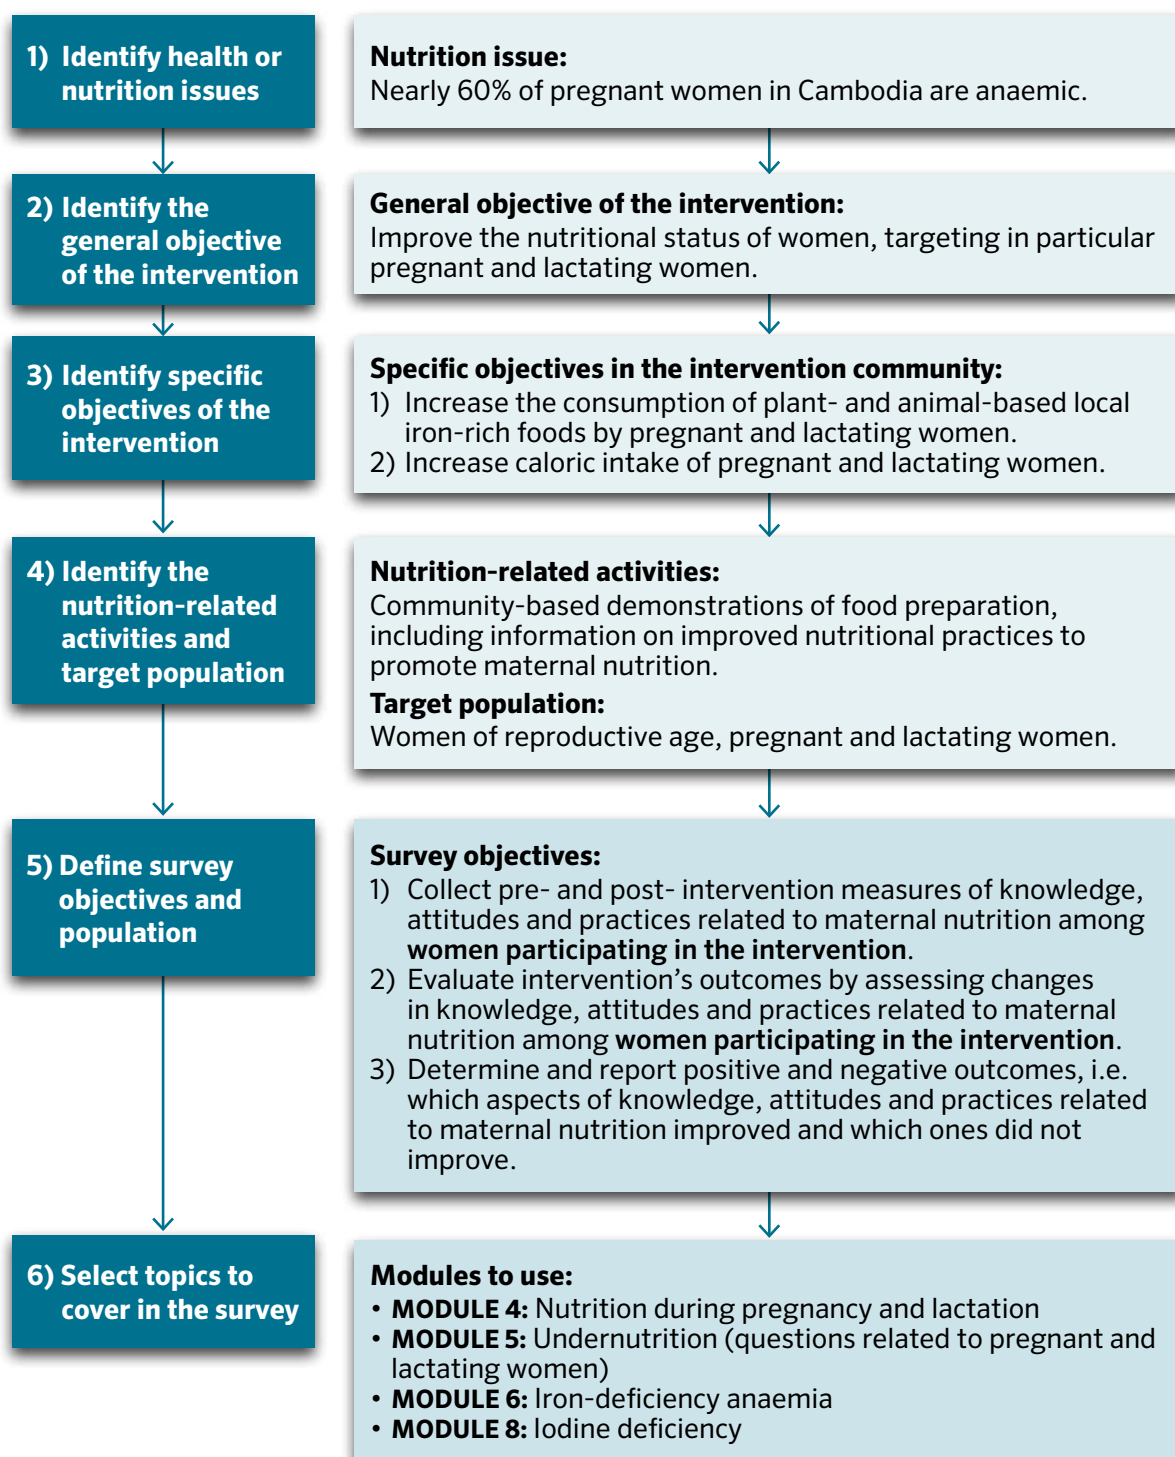 1) Identify health or
nutrition issues
Nutrition issue:
Nearly 60% of pregnant women in Cambodia are anaemic.
2) Identify the
general objective
of the intervention
General objective of the intervention:
Improve the nutritional status of women, targeting in particular
pregnant and lactating women.
3) Identify specific
objectives of the
intervention
Specific objectives in the intervention community:
1) Increase the consumption of plant- and animal-based local
iron-rich foods by pregnant and lactating women.
2) Increase caloric intake of pregnant and lactating women.
4) Identify the
nutrition-related
activities and
target population
Nutrition-related activities:
Community-based demonstrations of food preparation,
including information on improved nutritional practices to
promote maternal nutrition.
Target population:
Women of reproductive age, pregnant and lactating women.
5) Define survey
objectives and
population
Survey objectives:
1) Collect pre- and post- intervention measures of knowledge,
attitudes and practices related to maternal nutrition among
women participating in the intervention.
2) Evaluate intervention’s outcomes by assessing changes
in knowledge, attitudes and practices related to maternal
nutrition among women participating in the intervention.
3) Determine and report positive and negative outcomes, i.e.
which aspects of knowledge, attitudes and practices related
to maternal nutrition improved and which ones did not
improve.
6) Select topics to
cover in the survey
Modules to use:
• MODULE 4: Nutrition during pregnancy and lactation
• MODULE 5: Undernutrition (questions related to pregnant and
lactating women)
• MODULE 6: Iron-deficiency anaemia
• MODULE 8: Iodine deficiency